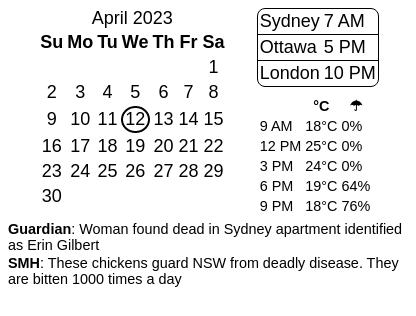 April 2023
Su Mo Tu We Th Fr Sa
1
2 3 4 5 6 7 8
9 10 11 12 13 14 15
16 17 18 19 20 21 22
23 24 25 26 27 28 29
30
Sydney 7 AM
Ottawa 5 PM
London 10 PM
°C ☂
9 AM 18°C 0%
12 PM 25°C 0%
3 PM 24°C 0%
6 PM 19°C 64%
9 PM 18°C 76%
Guardian: Woman found dead in Sydney apartment identified
as Erin Gilbert
SMH: These chickens guard NSW from deadly disease. They
are bitten 1000 times a day